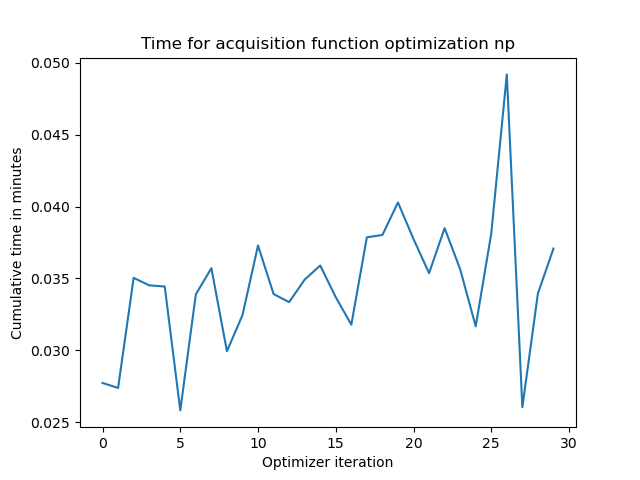 Time for acquisition function optimization np
0.050
0.045
0.040
0.035
0.030
0.025
Cumulative time in minutes
0 5 10 15 20 25 30
Optimizer iteration